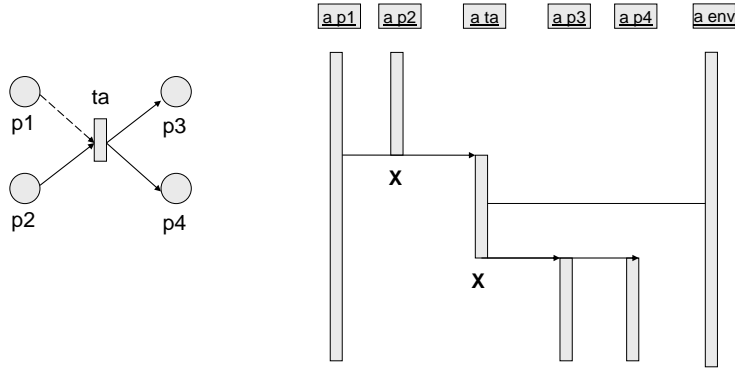 a p1 a p2 a ta a p3 a p4 a env
ta
p1 p3
p2 p4
X
X